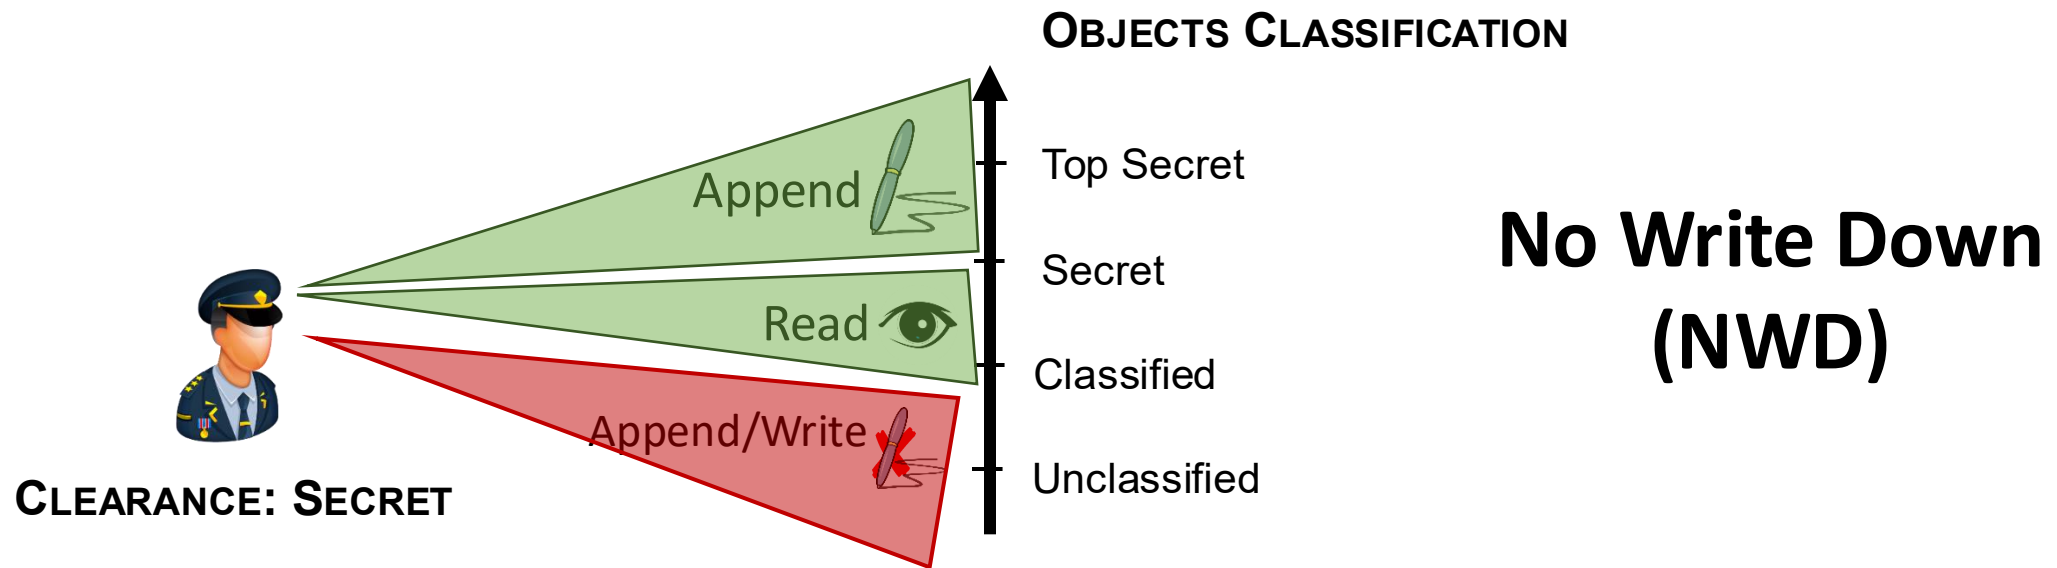 OBJECTS CLASSIFICATION
Top Secret
Append
Secret
Read
Classified
Append/Write
Unclassified
CLEARANCE: SECRET
No Write Down
(NWD)